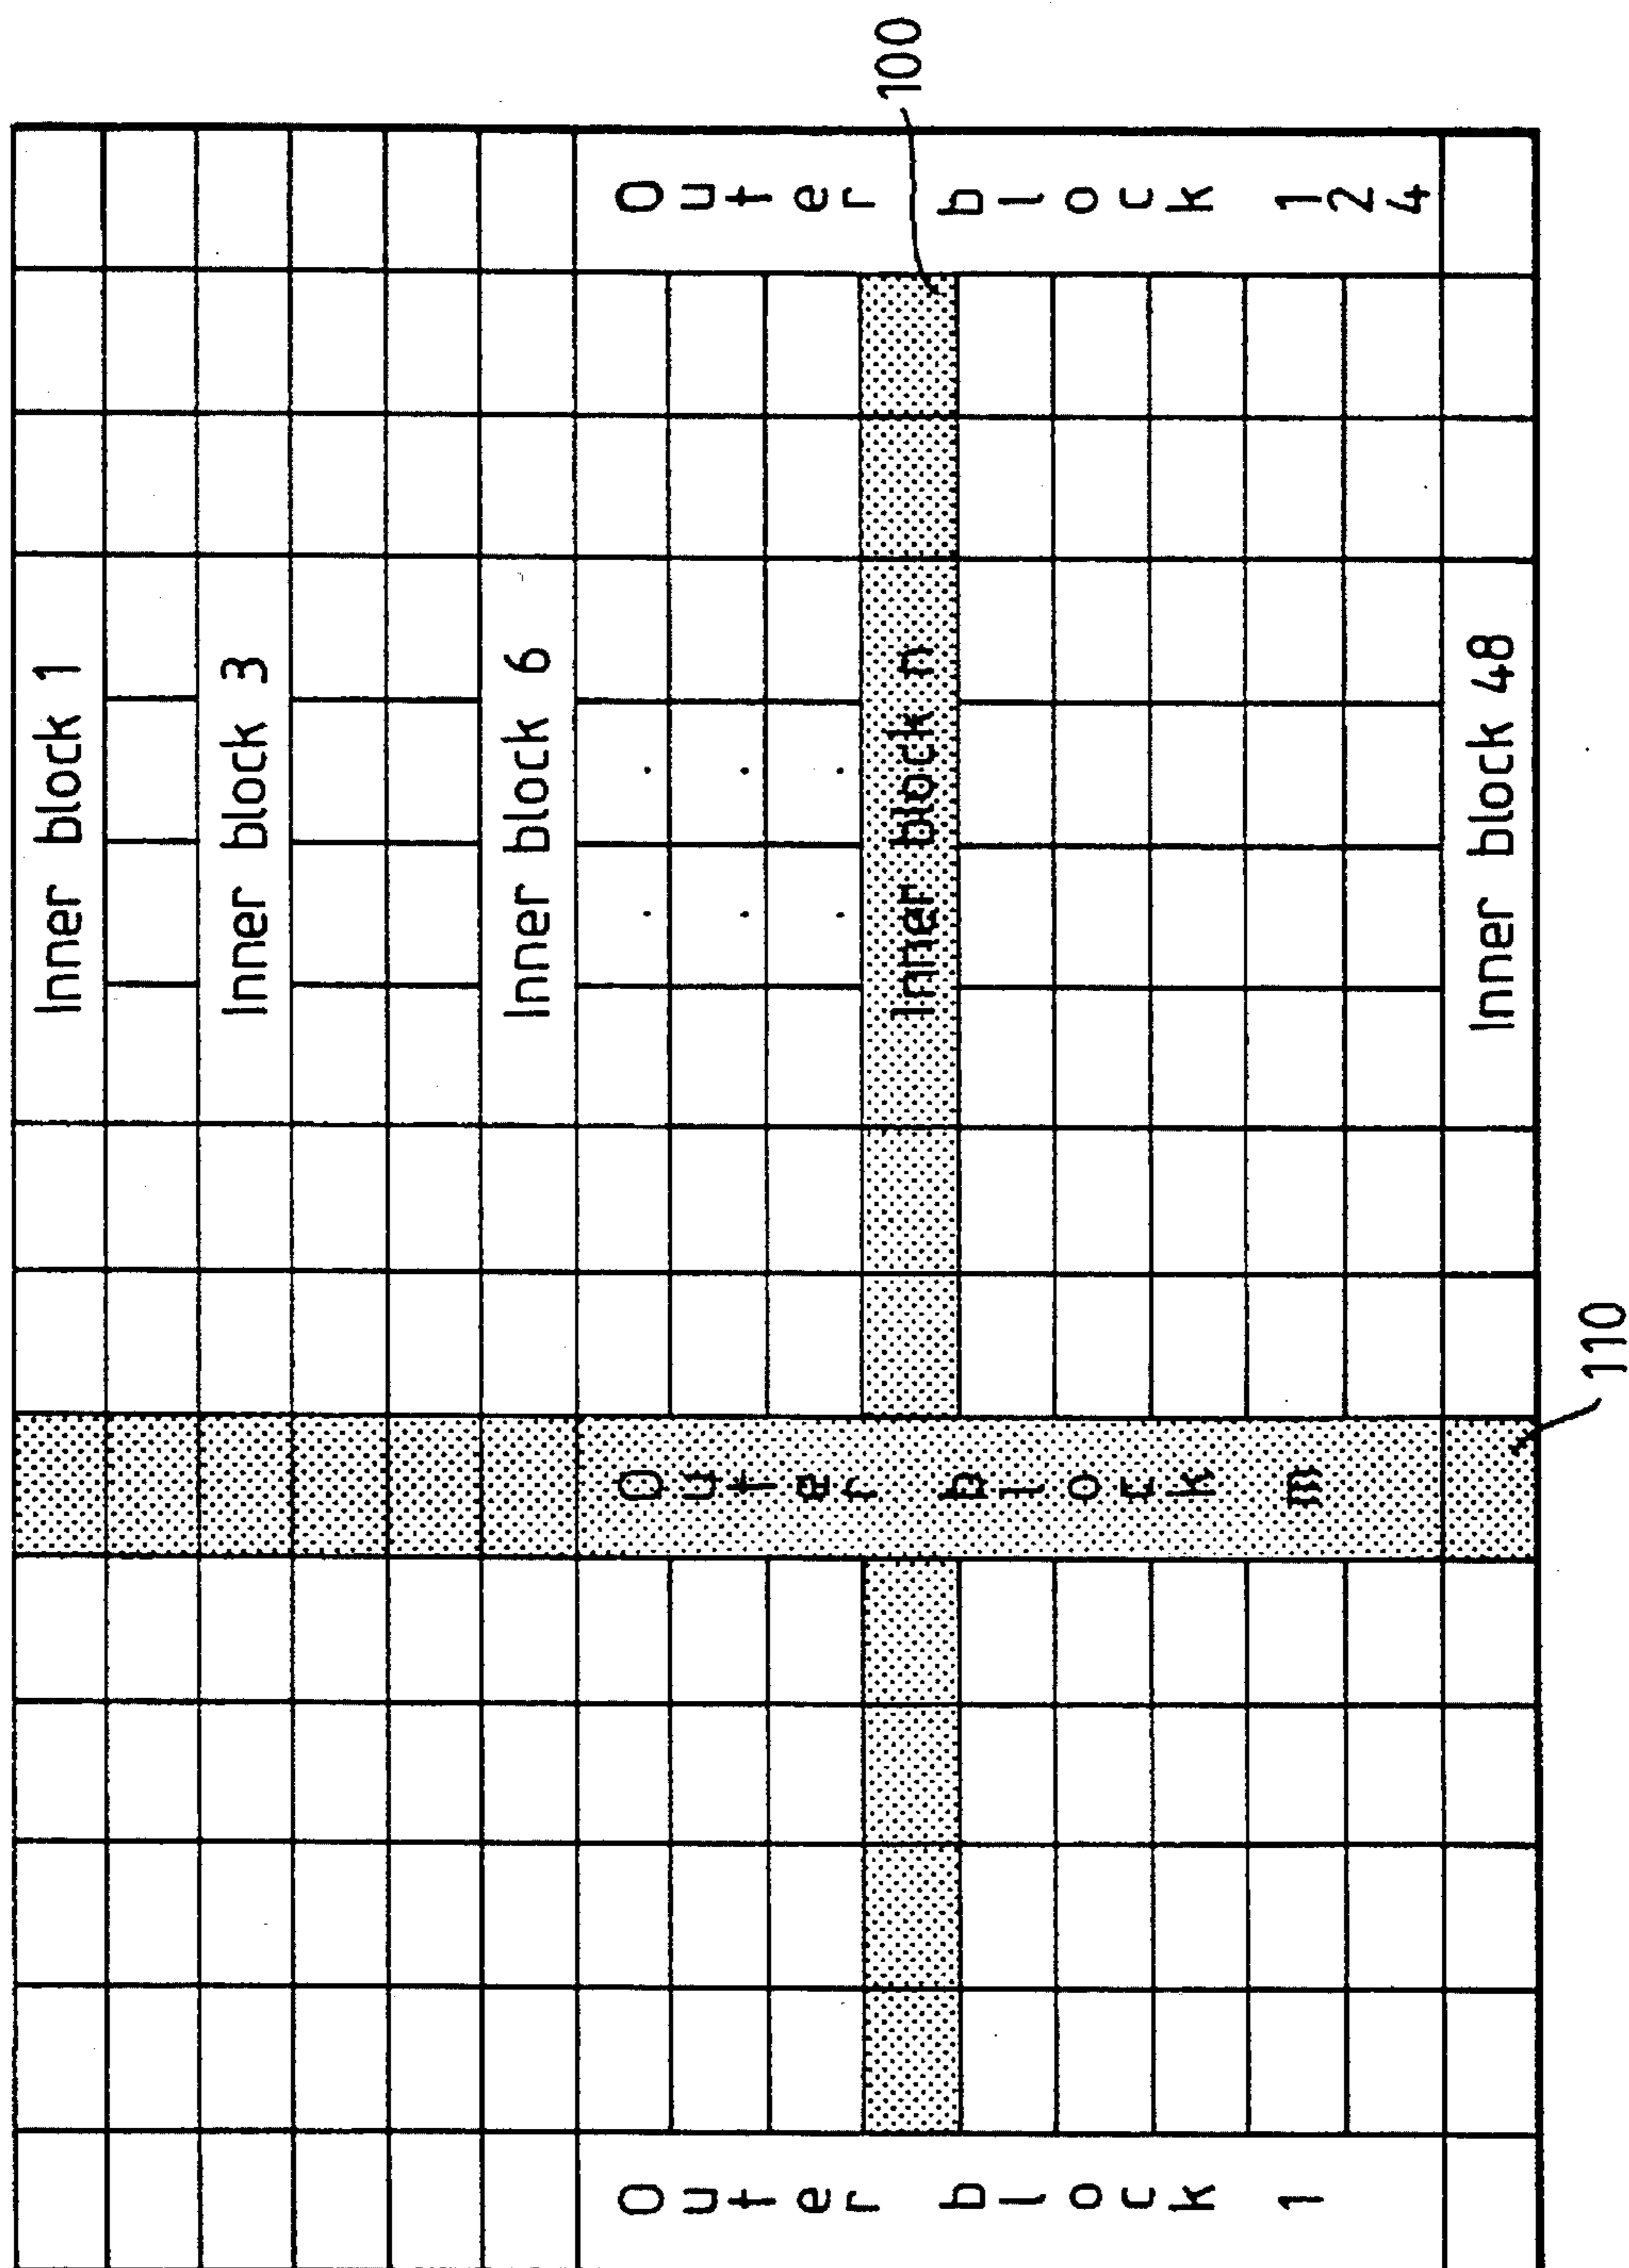 Inner block 1
Inner block 3
Inner block 6
Outer block 1
Outer block m
Inner block n
Outer block 124
100
Inner block 48
110